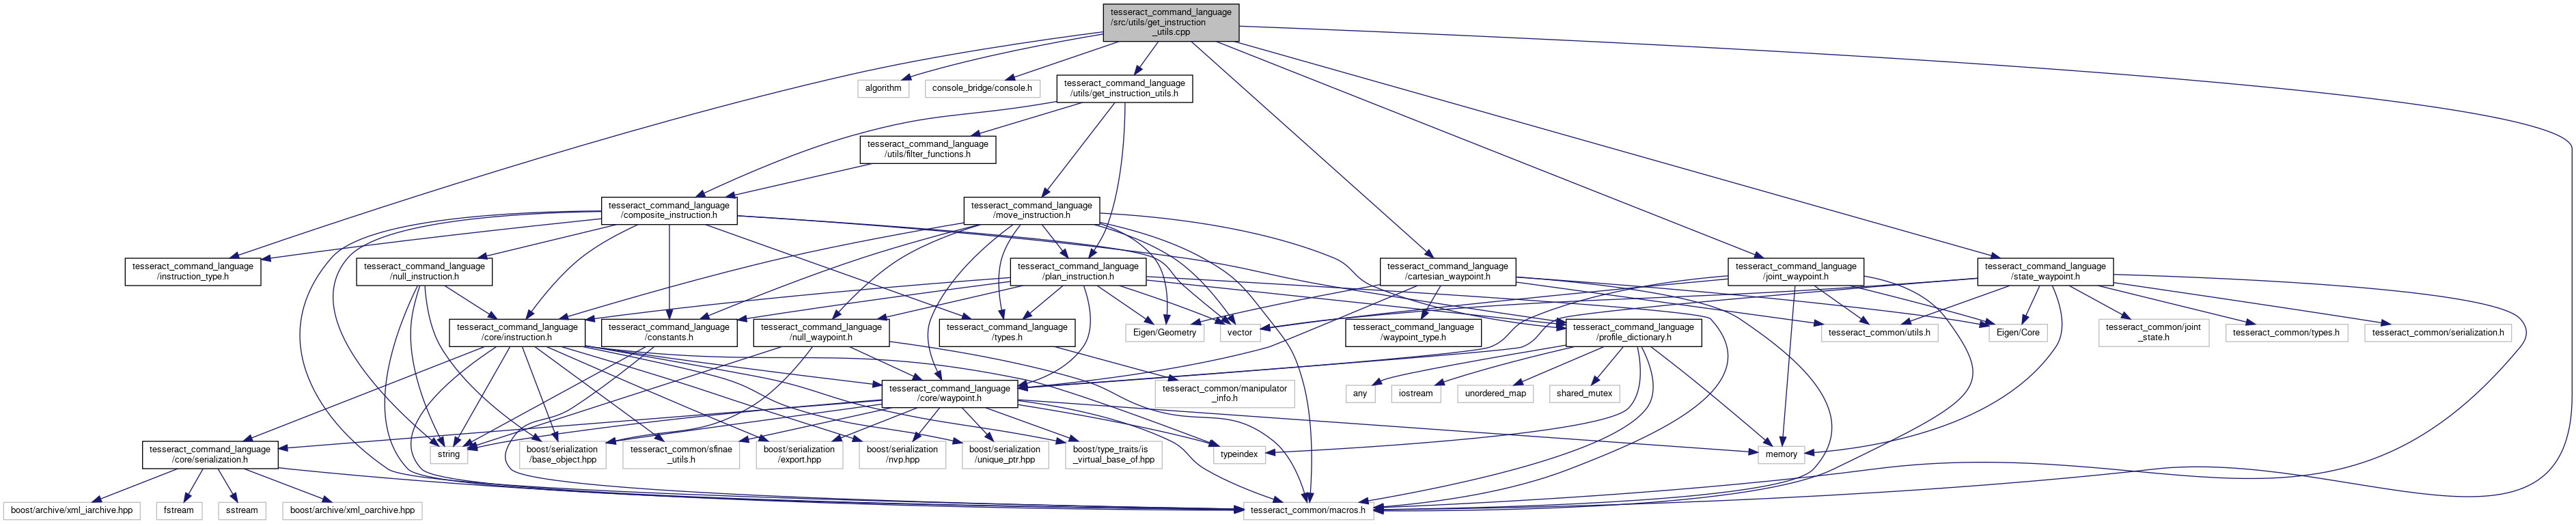 tesseract_command_language
/src/utils/get_instruction
_utils.cpp
algorithm
console_bridge/console.h
tesseract_command_language
/utils/get_instruction_utils.h
tesseract_command_language
/utils/filter_functions.h
tesseract_command_language
/composite_instruction.h
tesseract_command_language
/move_instruction.h
tesseract_command_language
/instruction_type.h
tesseract_command_language
/null_instruction.h
tesseract_command_language
/plan_instruction.h
tesseract_command_language
/cartesian_waypoint.h
tesseract_command_language
/joint_waypoint.h
tesseract_command_language
/state_waypoint.h
tesseract_command_language
/core/instruction.h
tesseract_command_language
/constants.h
tesseract_command_language
/null_waypoint.h
tesseract_command_language
/types.h
Eigen/Geometry
vector
tesseract_command_language
/waypoint_type.h
tesseract_command_language
/profile_dictionary.h
tesseract_common/utils.h
Eigen/Core
tesseract_common/joint
_state.h
tesseract_common/types.h
tesseract_common/serialization.h
tesseract_command_language
/core/waypoint.h
tesseract_common/manipulator
_info.h
any
iostream
unordered_map
shared_mutex
tesseract_command_language
/core/serialization.h
string
boost/serialization
/base_object.hpp
tesseract_common/sfinae
_utils.h
boost/serialization
/export.hpp
boost/serialization
/nvp.hpp
boost/serialization
/unique_ptr.hpp
boost/type_traits/is
_virtual_base_of.hpp
typeindex
memory
boost/archive/xml_iarchive.hpp
fstream
sstream
boost/archive/xml_oarchive.hpp
tesseract_common/macros.h